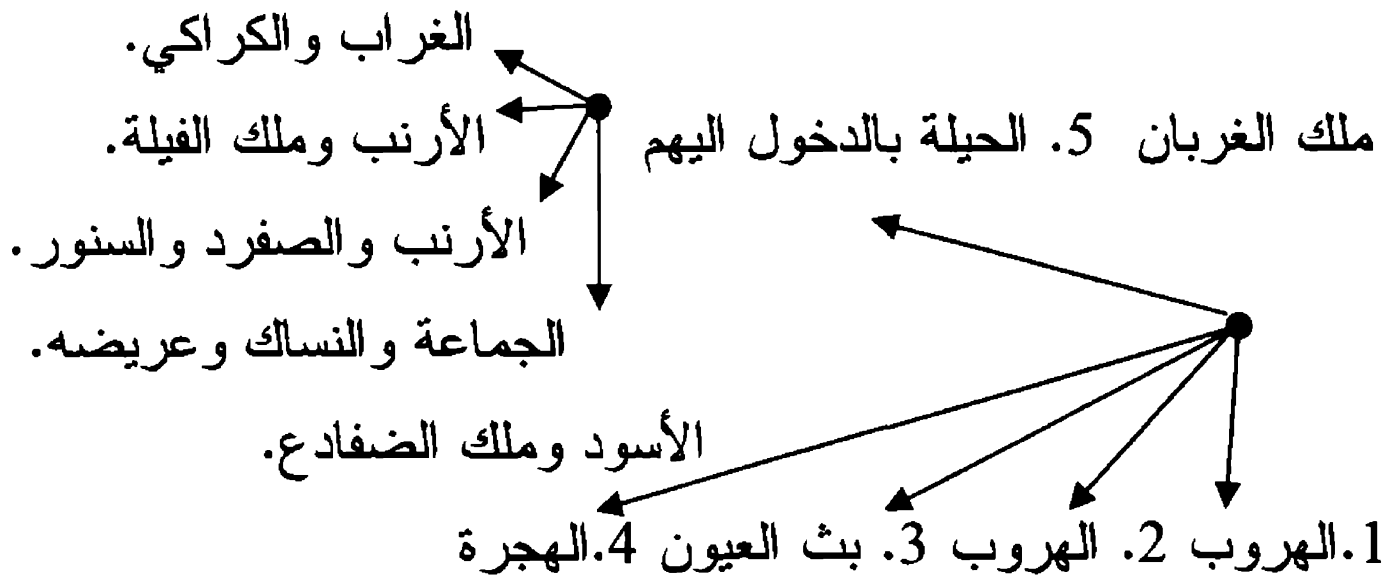 الغراب والكراكي.
ملك الغربان 5. الحيلة بالدخول اليهم
الأرنب وملك الفيلة.
الأرنب والصفرد والسنور.
الجماعة والنساك وعريضه.
الأسود وملك الضفادع.
1.الهروب 2. الهروب 3. بث العيون 4.الهجرة